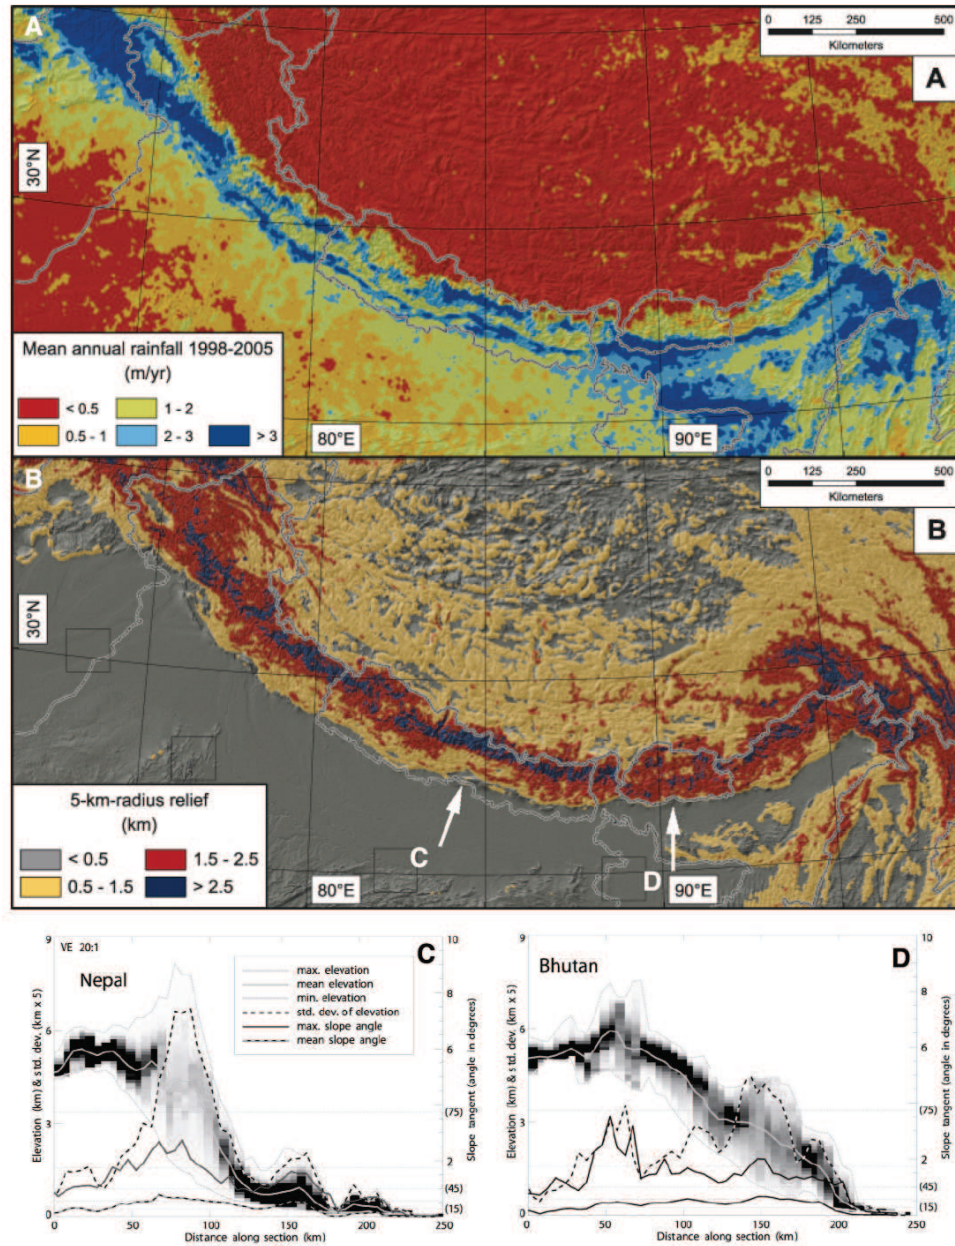 A
0 125 250 500
Kilometers
A
30°N
Mean annual rainfall 1998-2005
(m/yr)
< 0.5
1 - 2
0.5 - 1
2 - 3
> 3
80°E
90°E
B
0 125 250 500
Kilometers
B
30°N
5-km-radius relief
(km)
< 0.5
1.5 - 2.5
0.5 - 1.5
> 2.5
C
D
80°E
90°E
VE 20:1
C
Nepal
max. elevation
mean elevation
min. elevation
std. dev. of elevation
max. slope angle
mean slope angle
Elevation (km) & std. dev. (km x 5)
9
6
3
0
10
8
6
(75)
2
(45)
(15)
Slope tangent (angle in degrees)
0 50 100 150 200 250
Distance along section (km)
D
Bhutan
Elevation (km) & std. dev. (km x 5)
9
6
3
0
10
8
6
(75)
2
(45)
(15)
Slope tangent (angle in degrees)
0 50 100 150 200 250
Distance along section (km)